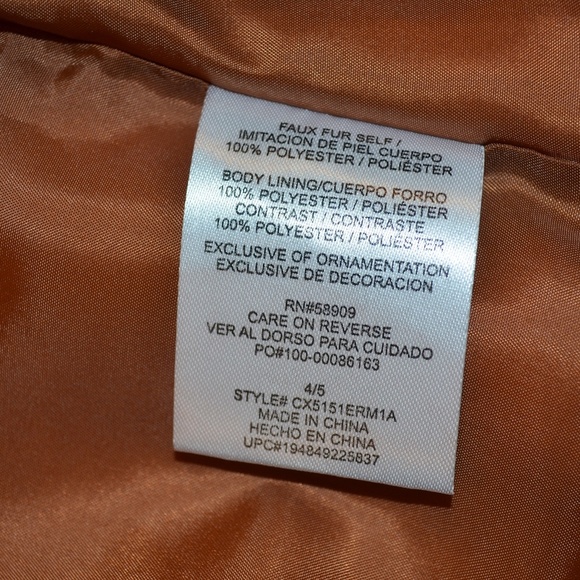 FAUX FUR SELF /
IMITACION DE PIEL CUERPO
100% POLYESTER / POLIÉSTER
BODY LINING/CUERPO FORRO
100% POLYESTER / POLIÉSTER
CONTRAST / CONTRASTE
100% POLYESTER / POLIÉSTER
EXCLUSIVE OF ORNAMENTATION
EXCLUSIVE DE DECORACION
RN#58909
CARE ON REVERSE
VER AL DORSO PARA CUIDADO
PO#100-00086163
4/5
STYLE# CX5151ERM1A
MADE IN CHINA
HECHO EN CHINA
UPC#194849225837